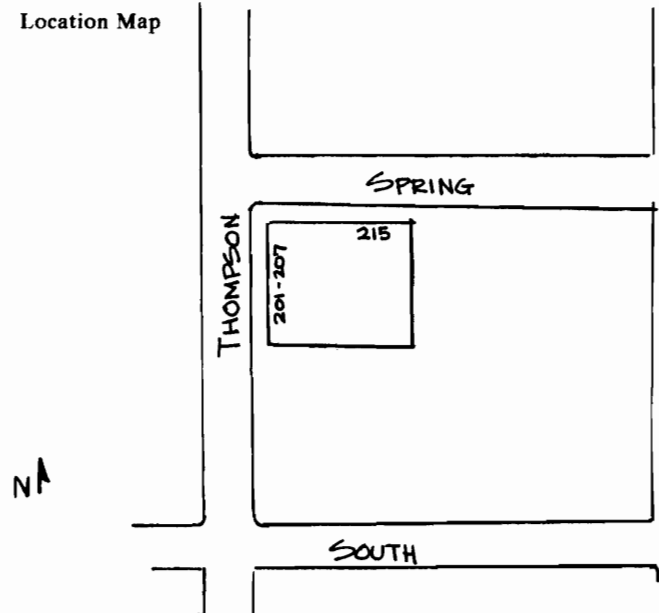 Location Map
SPRING
THOMPSON
215
201-207
N
SOUTH